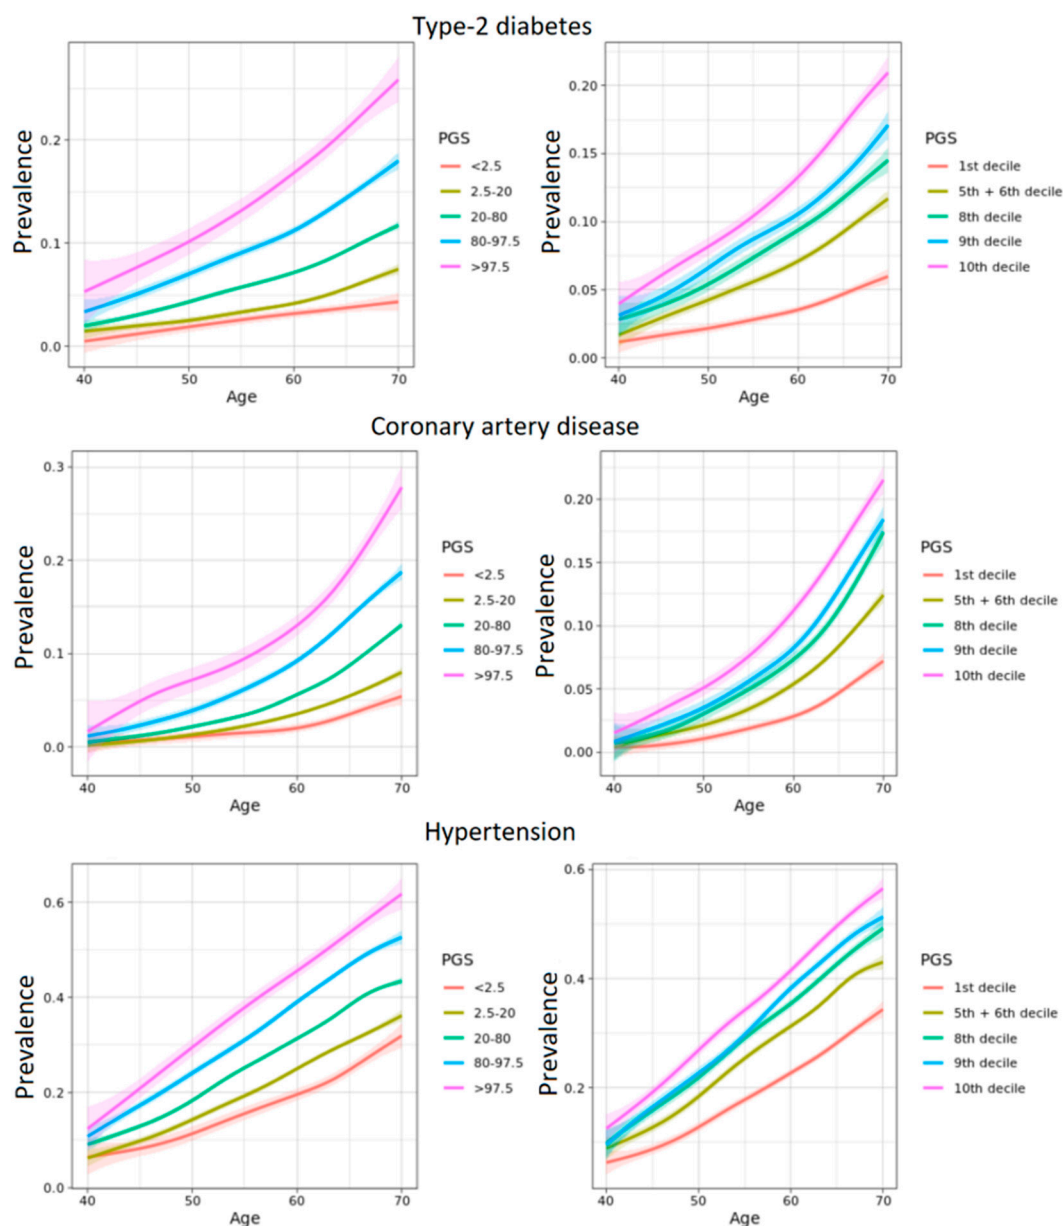 Type-2 diabetes
Prevalence
0.2
0.1
0.0
40
50
60
70
Age
PGS
<2.5
2.5-20
20-80
80-97.5
>97.5
Prevalence
0.20
0.15
0.10
0.05
0.00
40
50
60
70
Age
PGS
1st decile
5th + 6th decile
8th decile
9th decile
10th decile
Coronary artery disease
Prevalence
0.3
0.2
0.1
0.0
40
50
60
70
Age
PGS
<2.5
2.5-20
20-80
80-97.5
>97.5
Prevalence
0.20
0.15
0.10
0.05
0.00
40
50
60
70
Age
PGS
1st decile
5th + 6th decile
8th decile
9th decile
10th decile
Hypertension
Prevalence
0.6
0.4
0.2
0.0
40
50
60
70
Age
PGS
<2.5
2.5-20
20-80
80-97.5
>97.5
Prevalence
0.6
0.4
0.2
40
50
60
70
Age
PGS
1st decile
5th + 6th decile
8th decile
9th decile
10th decile